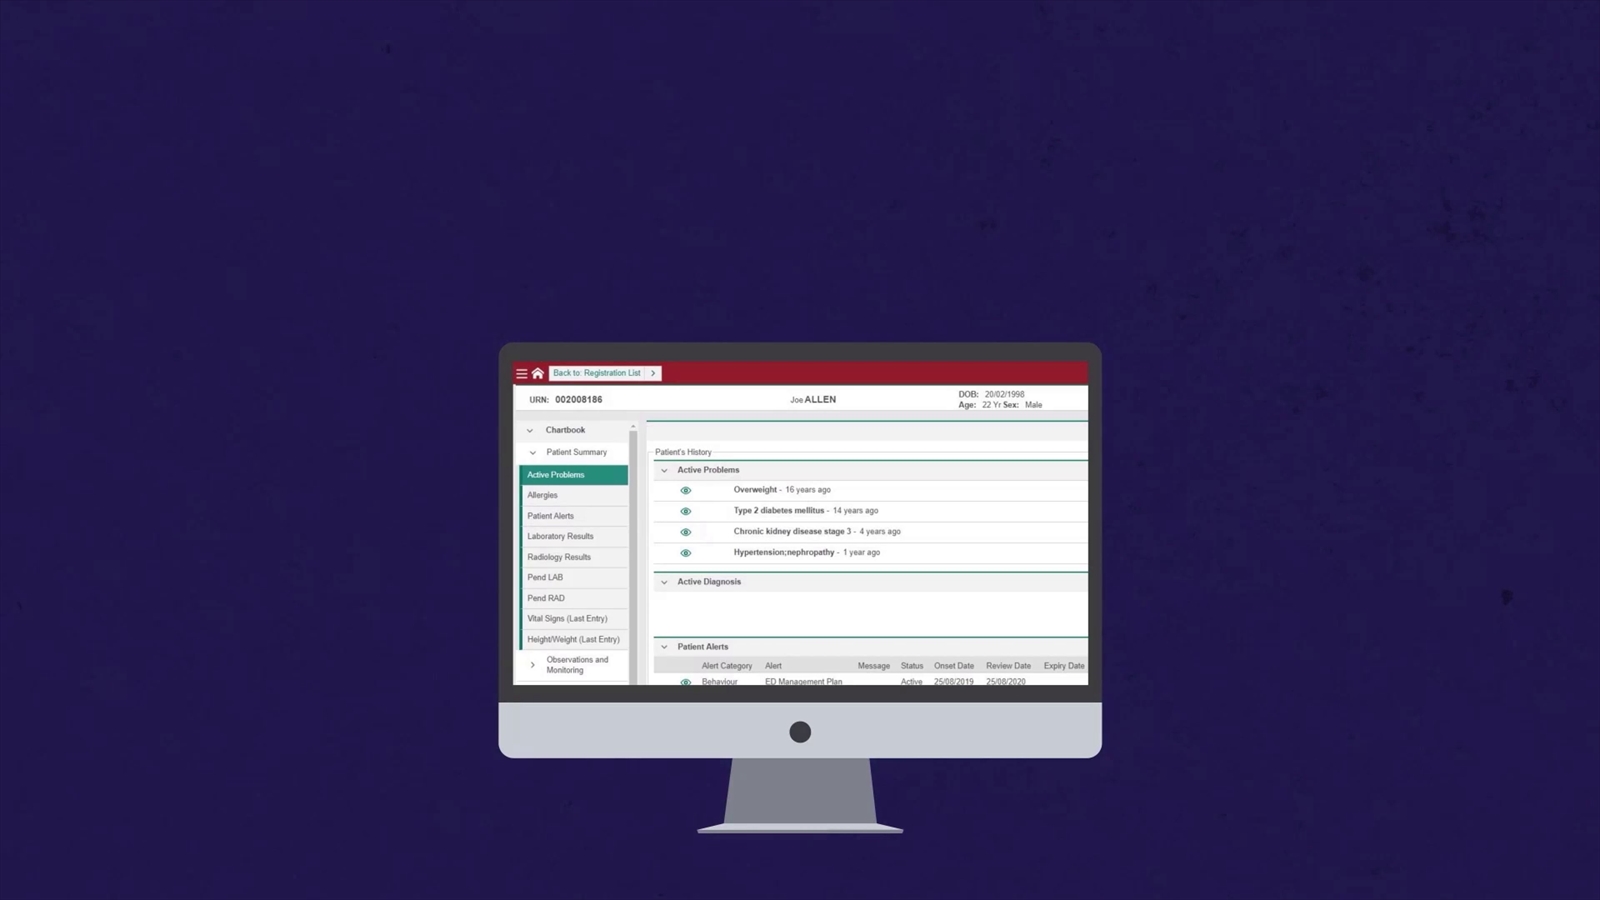 Back to: Registration List
URN: 002008186
Joe ALLEN
DOB: 20/02/1998
Age: 22 Yr Sex: Male
Chartbook
Patient Summary
Active Problems
Allergies
Patient Alerts
Laboratory Results
Radiology Results
Pend LAB
Pend RAD
Vital Signs (Last Entry)
Height/Weight (Last Entry)
Observations and
Monitoring
Patient's History
Active Problems
Overweight - 16 years ago
Type 2 diabetes mellitus - 14 years ago
Chronic kidney disease stage 3 - 4 years ago
Hypertension;nephropathy - 1 year ago
Active Diagnosis
Patient Alerts
Alert Category Alert Message Status Onset Date Review Date Expiry Date
Behaviour ED Management Plan Active 25/08/2019 25/08/2020